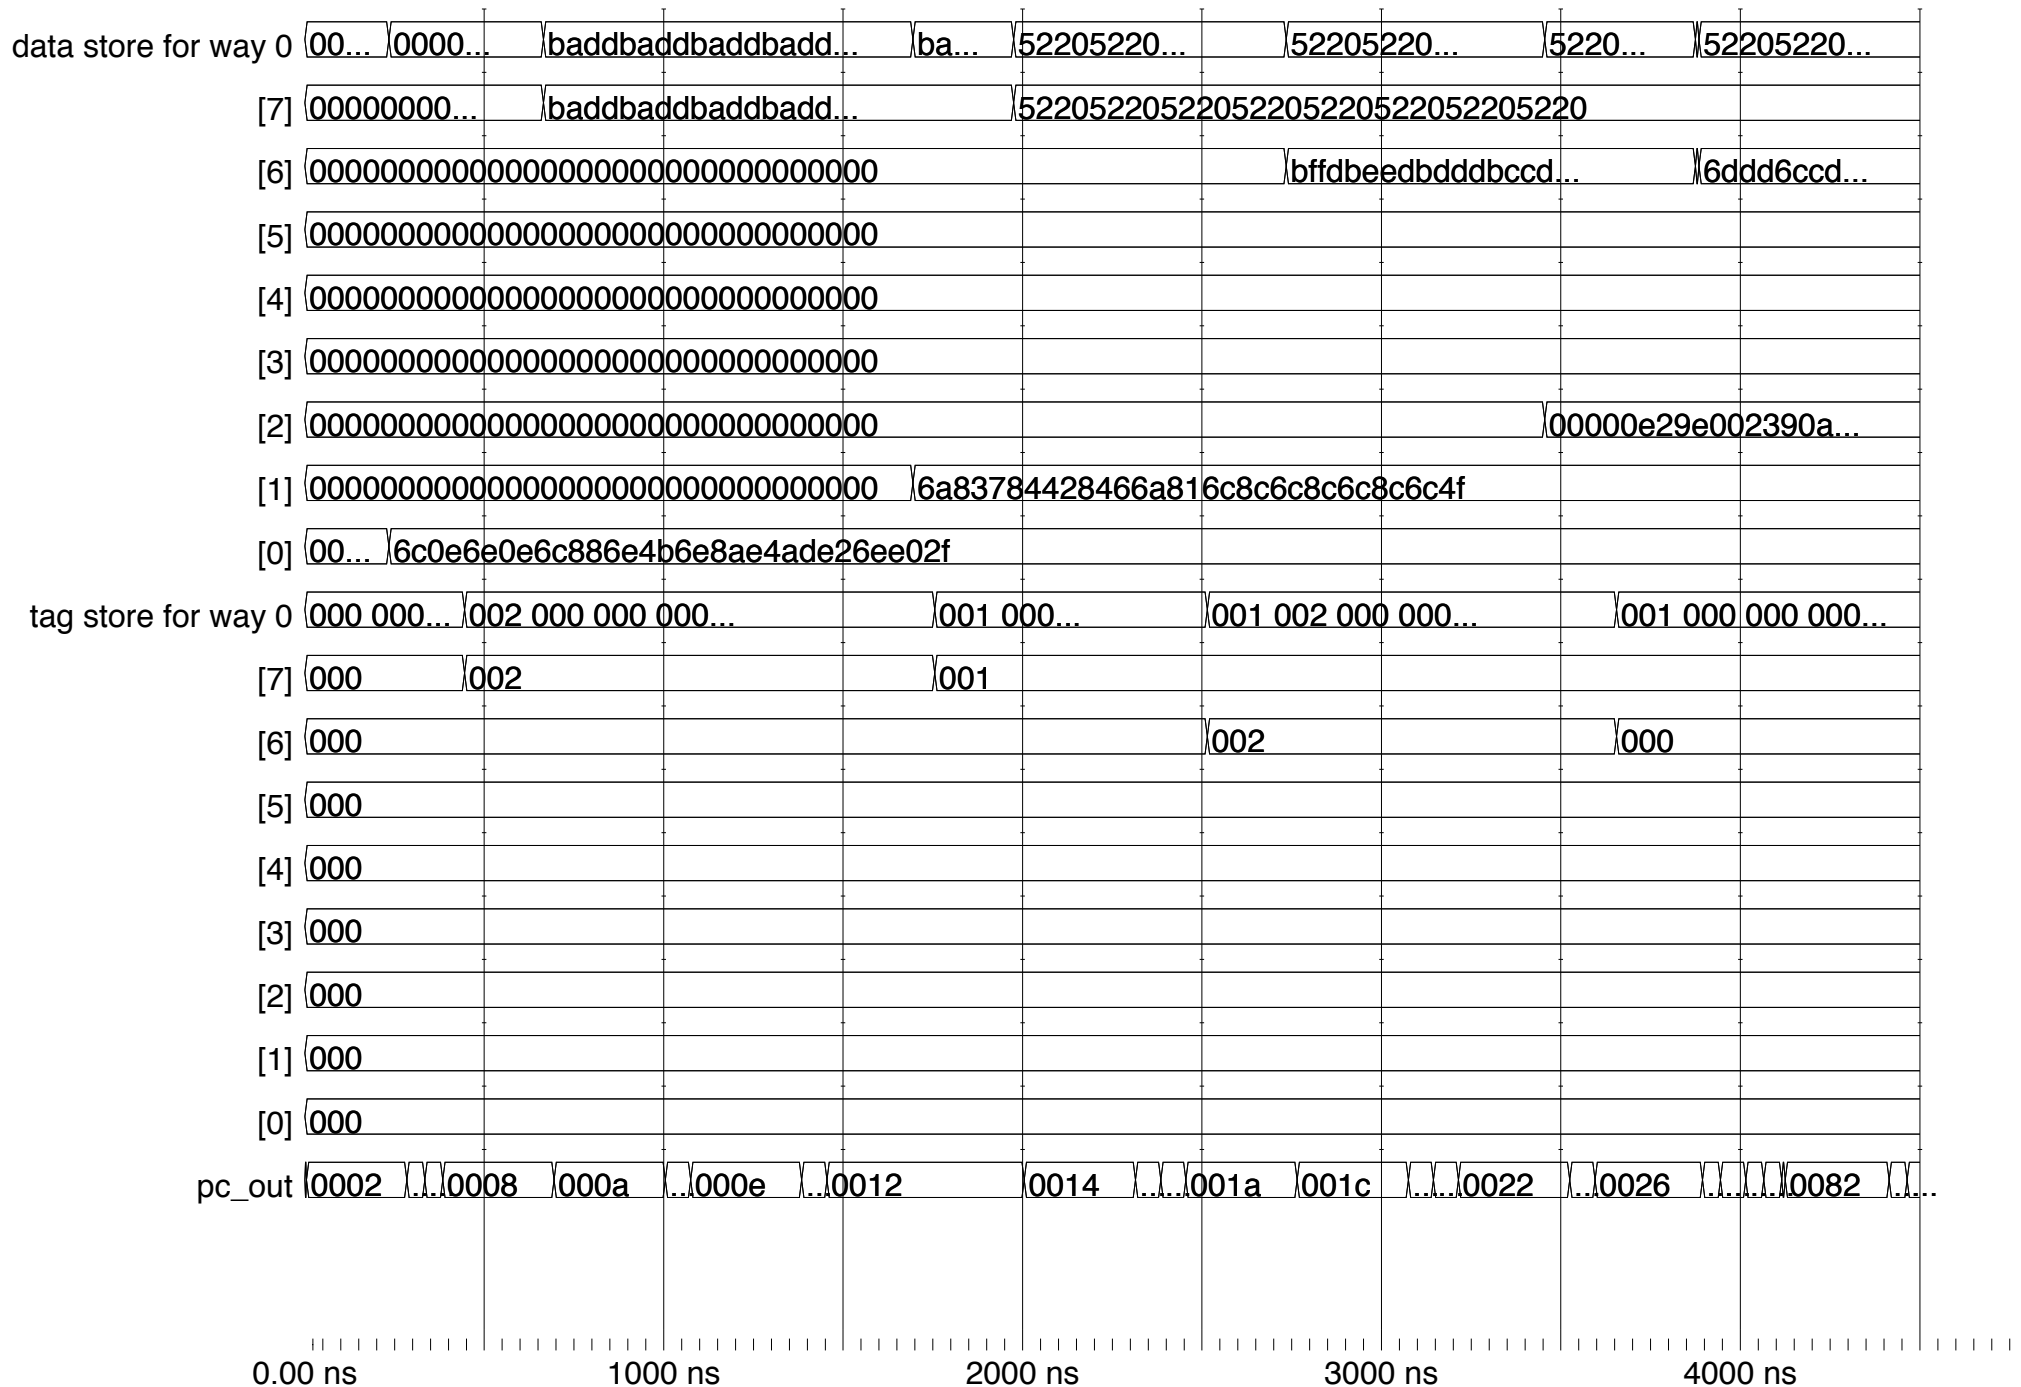 data store for way 0 00... 0000... baddbaddbaddbadd... ba... 52205220... 52205220... 5220... 52205220...
[7] 00000000... baddbaddbaddbadd... 52205220522052205220522052205220
[6] 00000000000000000000000000000000 bffdbeedbdddbccd... 6ddd6ccd...
[5] 00000000000000000000000000000000
[4] 00000000000000000000000000000000
[3] 00000000000000000000000000000000
[2] 00000000000000000000000000000000 00000e29e002390a...
[1] 00000000000000000000000000000000 6a83784428466a816c8c6c8c6c8c6c4f
[0] 00... 6c0e6e0e6c886e4b6e8ae4ade26ee02f
tag store for way 0 000 000... 002 000 000 000... 001 000... 001 002 000 000... 001 000 000 000...
[7] 000 002 001
[6] 000 002 000
[5] 000
[4] 000
[3] 000
[2] 000
[1] 000
[0] 000
pc_out 0002 ... ... 0008 000a ... 000e ... 0012 0014 ... ... 001a 001c ... ... 0022 ... 0026 ... ... ... ... 0082 ... ...
0.00 ns 1000 ns 2000 ns 3000 ns 4000 ns